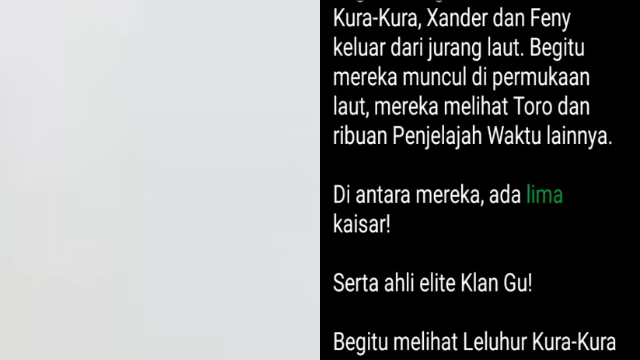 Kura-Kura, Xander dan Feny
keluar dari jurang laut. Begitu
mereka muncul di permukaan
laut, mereka melihat Toro dan
ribuan Penjelajah Waktu lainnya.
Di antara mereka, ada lima
kaisar!
Serta ahli elite Klan Gu!
Begitu melihat Leluhur Kura-Kura